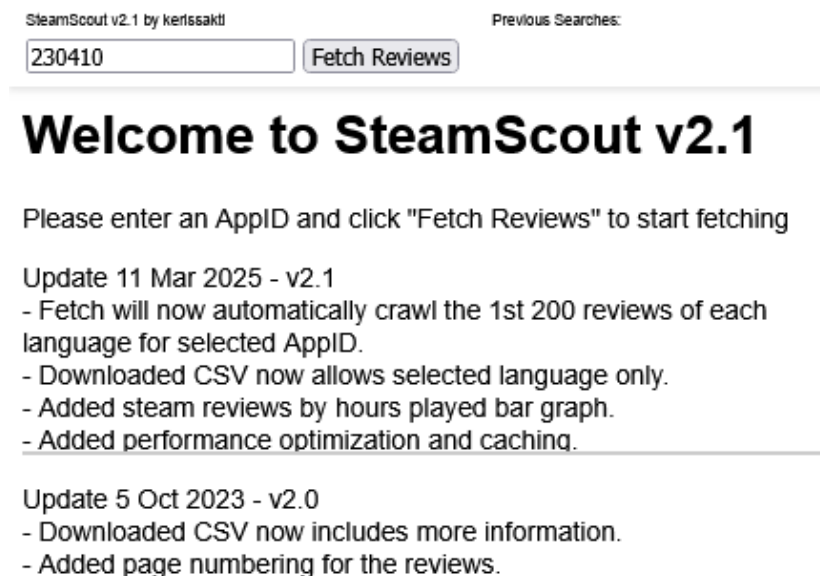 SteamScout v2.1 by kerissakti
Previous Searches:
230410
Fetch Reviews
Welcome to SteamScout v2.1
Please enter an AppID and click "Fetch Reviews" to start fetching
Update 11 Mar 2025 - v2.1
- Fetch will now automatically crawl the 1st 200 reviews of each
language for selected AppID.
- Downloaded CSV now allows selected language only.
- Added steam reviews by hours played bar graph.
- Added performance optimization and caching.
Update 5 Oct 2023 - v2.0
- Downloaded CSV now includes more information.
- Added page numbering for the reviews.